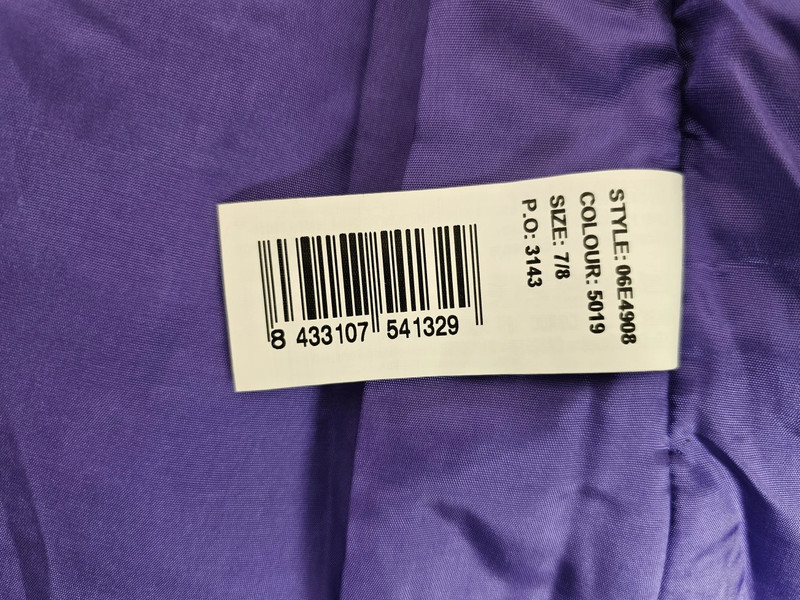 STYLE: 06E4908
COLOUR: 5019
SIZE: 7/8
P.O: 3143
8 433107 541329